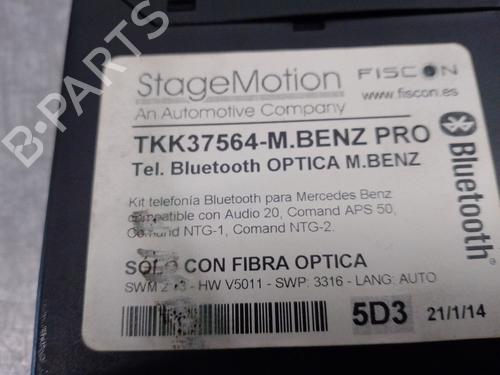 StageMotion
An Automotive Company
FISCON
www.fiscon.es
TKK37564-M.BENZ PRO
Tel. Bluetooth OPTICA M.BENZ
Bluetooth®
Kit telefonía Bluetooth para Mercedes Benz
compatible con Audio 20, Comand APS 50,
Comand NTG-1, Comand NTG-2.
SÓLO CON FIBRA OPTICA
SWM - HW V5011 - SWP: 3316 - LANG: AUTO
5D3
21/1/14
B-PARTS